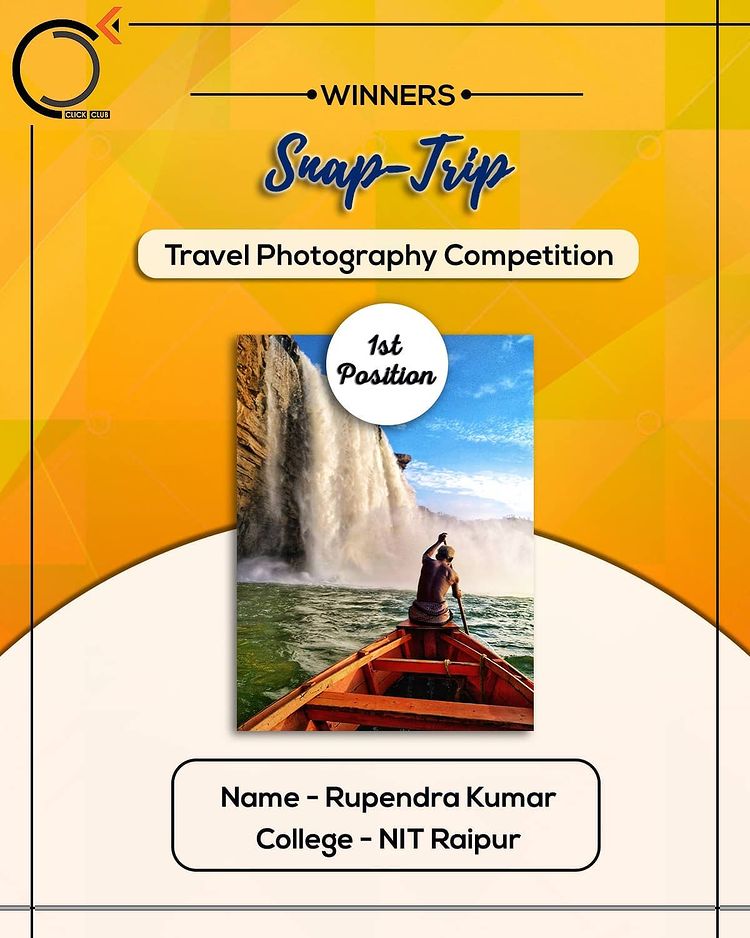 CLICK CLUB
WINNERS
Snap-Trip
Travel Photography Competition
1st
Position
Name - Rupendra Kumar
College - NIT Raipur